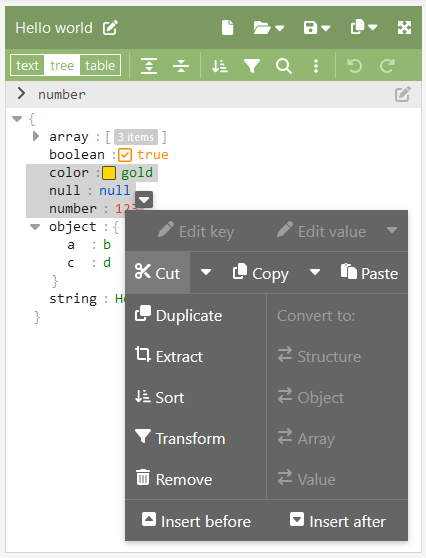 Hello world
text tree table
number
{
array : [ 3 items ]
boolean : true
color : gold
null : null
number : 123
object : {
a : b
c : d
}
string : He
}
Edit key Edit value
Cut Copy Paste
Duplicate Convert to:
Extract Structure
Sort Object
Transform Array
Remove Value
Insert before Insert after